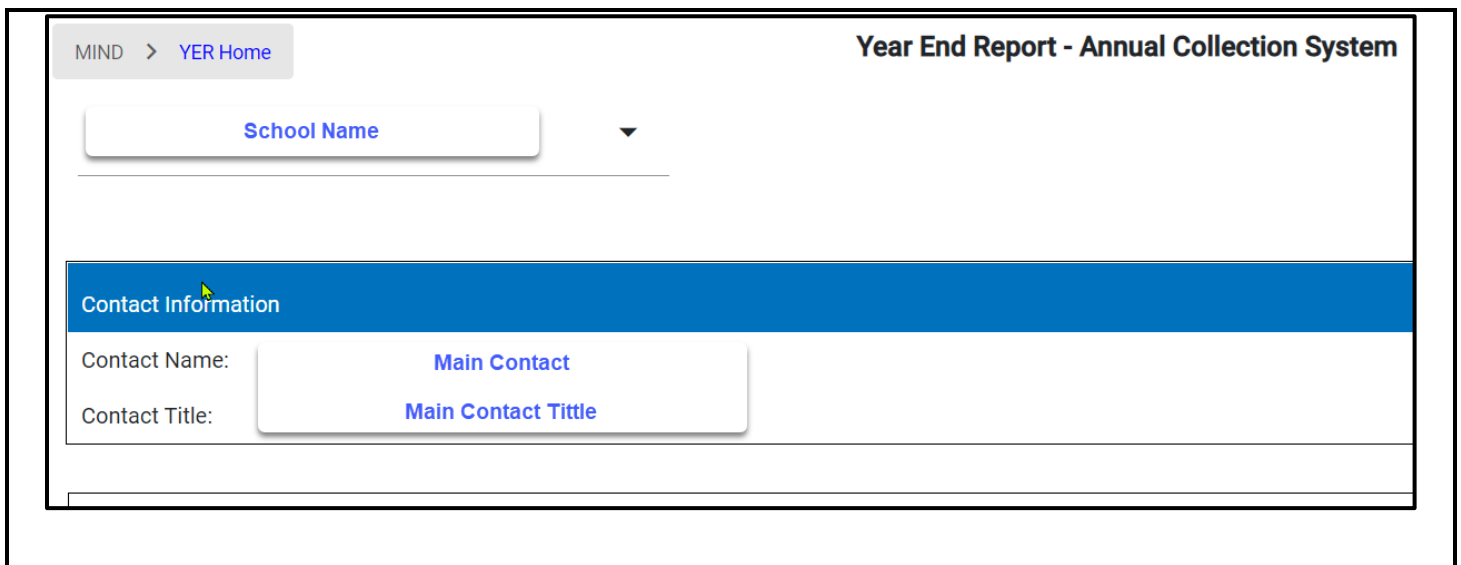 MIND > YER Home
Year End Report - Annual Collection System
School Name
Contact Information
Contact Name: Main Contact
Contact Title: Main Contact Tittle